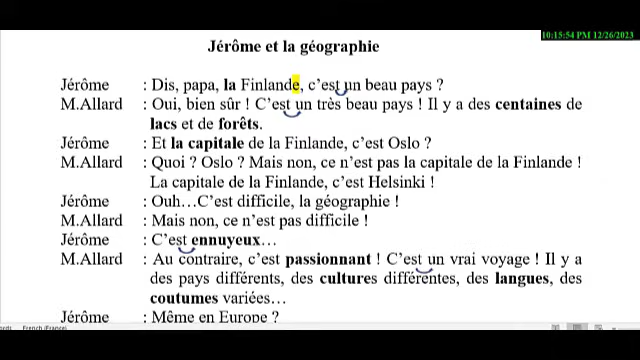 10:15:54 PM 12/26/2023
Jérôme et la géographie
Jérôme : Dis, papa, la Finlande, c’est un beau pays ?
M.Allard : Oui, bien sûr ! C’est un très beau pays ! Il y a des centaines de
lacs et de forêts.
Jérôme : Et la capitale de la Finlande, c’est Oslo ?
M.Allard : Quoi ? Oslo ? Mais non, ce n’est pas la capitale de la Finlande !
La capitale de la Finlande, c’est Helsinki !
Jérôme : Ouh…C’est difficile, la géographie !
M.Allard : Mais non, ce n’est pas difficile !
Jérôme : C’est ennuyeux…
M.Allard : Au contraire, c’est passionnant ! C’est un vrai voyage ! Il y a
des pays différents, des cultures différentes, des langues, des
coutumes variées…
Jérôme : Même en Europe ?
French (France)